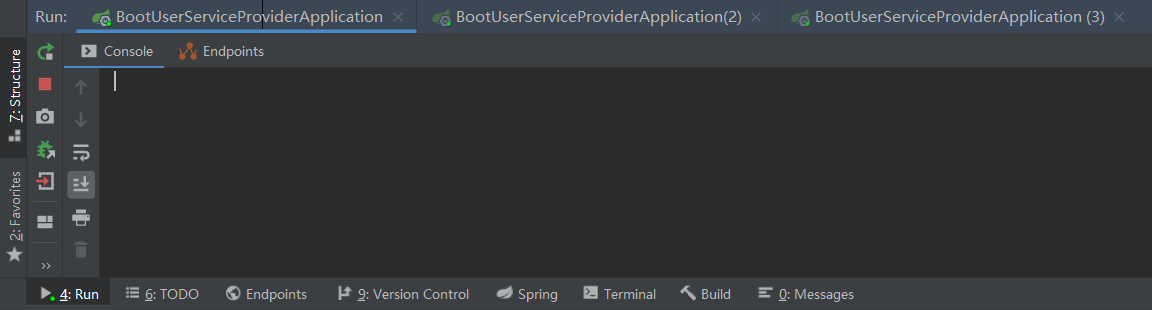 Run: BootUserServiceProviderApplication BootUserServiceProviderApplication(2) BootUserServiceProviderApplication (3)
Console Endpoints
7: Structure
2: Favorites
4: Run 6: TODO Endpoints 9: Version Control Spring Terminal Build 0: Messages